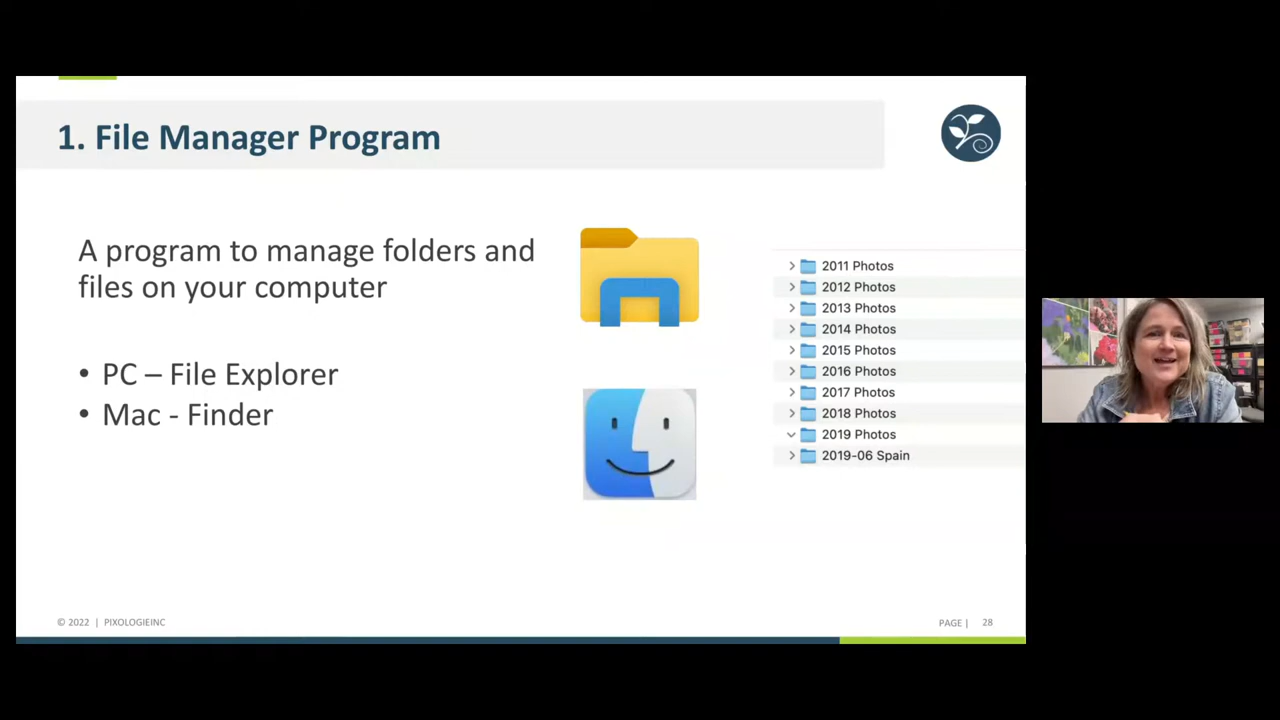 1. File Manager Program
A program to manage folders and
files on your computer
• PC – File Explorer
• Mac - Finder
2011 Photos
2012 Photos
2013 Photos
2014 Photos
2015 Photos
2016 Photos
2017 Photos
2018 Photos
2019 Photos
2019-06 Spain
© 2022 | PIXOLOGIEINC
PAGE | 28